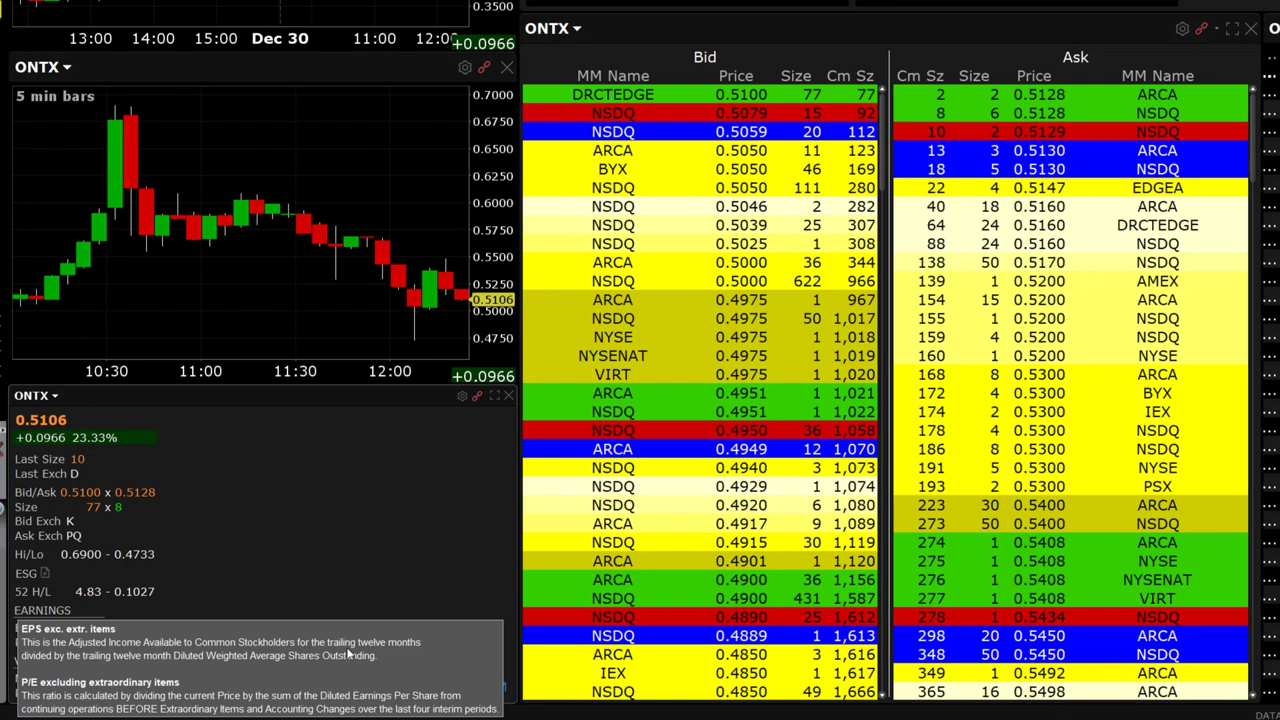 0.3500
13:00 14:00 15:00 Dec 30 11:00 12:00
+0.0966
ONTX
5 min bars
0.7000
0.6750
0.6500
0.6250
0.6000
0.5750
0.5500
0.5250
0.5106
0.5000
0.4750
10:30 11:00 11:30 12:00
+0.0966
ONTX
0.5106
+0.0966 23.33%
Last Size 10
Last Exch D
Bid/Ask 0.5100 x 0.5128
Size 77 x 8
Bid Exch K
Ask Exch PQ
Hi/Lo 0.6900 - 0.4733
ESG
52 H/L 4.83 - 0.1027
EARNINGS
EPS exc. extr. items
This is the Adjusted Income Available to Common Stockholders for the trailing twelve months
divided by the trailing twelve month Diluted Weighted Average Shares Outstanding.
P/E excluding extraordinary items
This ratio is calculated by dividing the current Price by the sum of the Diluted Earnings Per Share from
continuing operations BEFORE Extraordinary Items and Accounting Changes over the last four interim periods.
ONTX
Bid Ask
MM Name Price Size Cm Sz Cm Sz Size Price MM Name
DRCTEDGE 0.5100 77 77 2 2 0.5128 ARCA
NSDQ 0.5079 15 92 8 6 0.5128 NSDQ
NSDQ 0.5059 20 112 10 2 0.5129 NSDQ
ARCA 0.5050 11 123 13 3 0.5130 ARCA
BYX 0.5050 46 169 18 5 0.5130 NSDQ
NSDQ 0.5050 111 280 22 4 0.5147 EDGEA
NSDQ 0.5046 2 282 40 18 0.5160 ARCA
NSDQ 0.5039 25 307 64 24 0.5160 DRCTEDGE
NSDQ 0.5025 1 308 88 24 0.5160 NSDQ
ARCA 0.5000 36 344 138 50 0.5170 NSDQ
NSDQ 0.5000 622 966 139 1 0.5200 AMEX
ARCA 0.4975 1 967 154 15 0.5200 ARCA
NSDQ 0.4975 50 1,017 155 1 0.5200 NSDQ
NYSE 0.4975 1 1,018 159 4 0.5200 NSDQ
NYSENAT 0.4975 1 1,019 160 1 0.5200 NYSE
VIRT 0.4975 1 1,020 168 8 0.5300 ARCA
ARCA 0.4951 1 1,021 172 4 0.5300 BYX
NSDQ 0.4951 1 1,022 174 2 0.5300 IEX
NSDQ 0.4950 36 1,058 178 4 0.5300 NSDQ
ARCA 0.4949 12 1,070 186 8 0.5300 NSDQ
NSDQ 0.4940 3 1,073 191 5 0.5300 NYSE
NSDQ 0.4929 1 1,074 193 2 0.5300 PSX
NSDQ 0.4920 6 1,080 223 30 0.5400 ARCA
ARCA 0.4917 9 1,089 273 50 0.5400 NSDQ
NSDQ 0.4915 30 1,119 274 1 0.5408 ARCA
ARCA 0.4901 1 1,120 275 1 0.5408 NYSE
ARCA 0.4900 36 1,156 276 1 0.5408 NYSENAT
NSDQ 0.4900 431 1,587 277 1 0.5408 VIRT
NSDQ 0.4890 25 1,612 278 1 0.5434 NSDQ
NSDQ 0.4889 1 1,613 298 20 0.5450 ARCA
ARCA 0.4850 3 1,616 348 50 0.5450 NSDQ
IEX 0.4850 1 1,617 349 1 0.5492 ARCA
NSDQ 0.4850 49 1,666 365 16 0.5498 ARCA